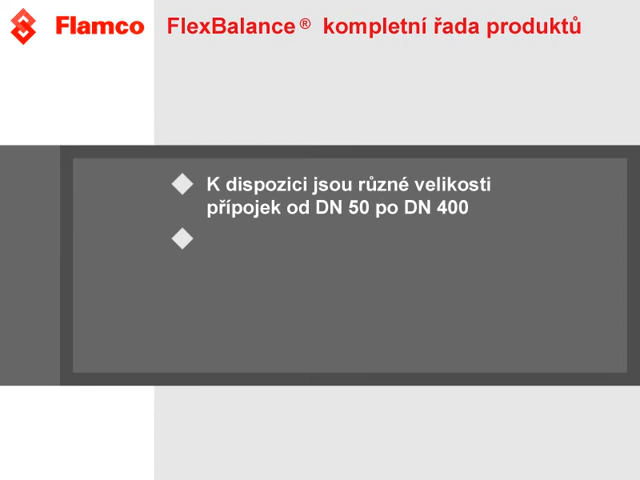 Flamco
FlexBalance® kompletní řada produktů
K dispozici jsou různé velikosti
přípojek od DN 50 po DN 400